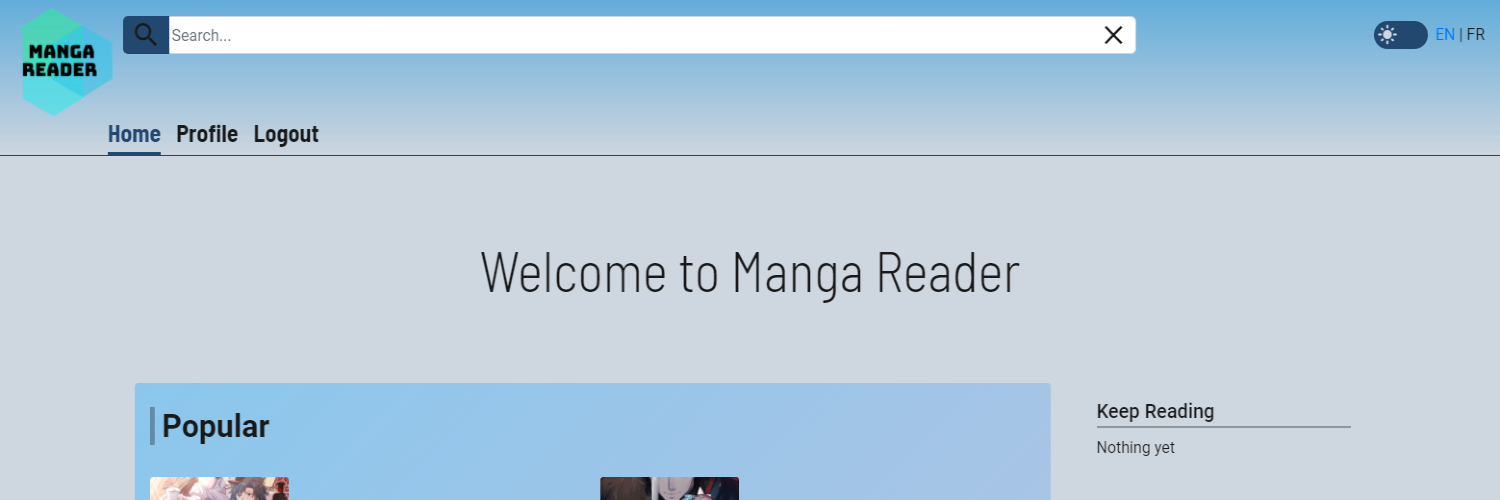 MANGA
READER
Search...
EN | FR
Home Profile Logout
Welcome to Manga Reader
Popular
Keep Reading
Nothing yet